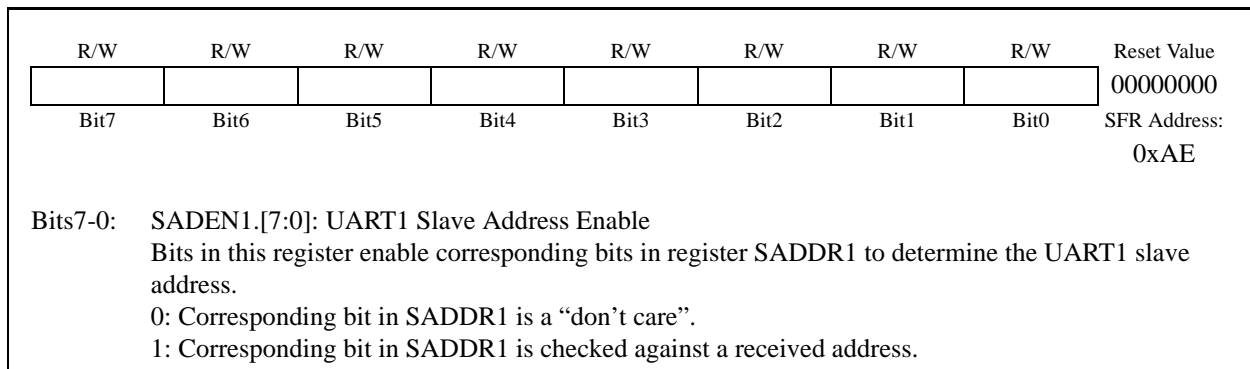 R/W R/W R/W R/W R/W R/W R/W R/W Reset Value
00000000
Bit7 Bit6 Bit5 Bit4 Bit3 Bit2 Bit1 Bit0 SFR Address:
0xAE
Bits7-0: SADEN1.[7:0]: UART1 Slave Address Enable
Bits in this register enable corresponding bits in register SADDR1 to determine the UART1 slave
address.
0: Corresponding bit in SADDR1 is a “don’t care”.
1: Corresponding bit in SADDR1 is checked against a received address.